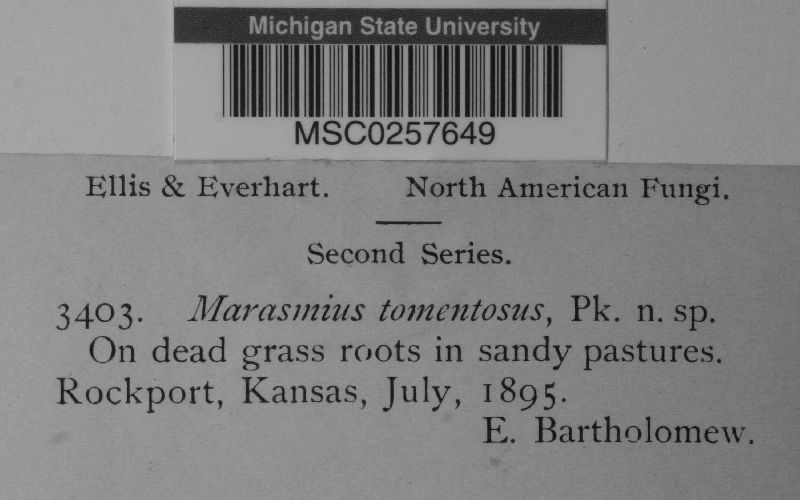 Michigan State University
MSC0257649
Ellis & Everhart. North American Fungi.
Second Series.
3403. Marasmius tomentosus, Pk. n. sp.
On dead grass roots in sandy pastures.
Rockport, Kansas, July, 1895.
E. Bartholomew.